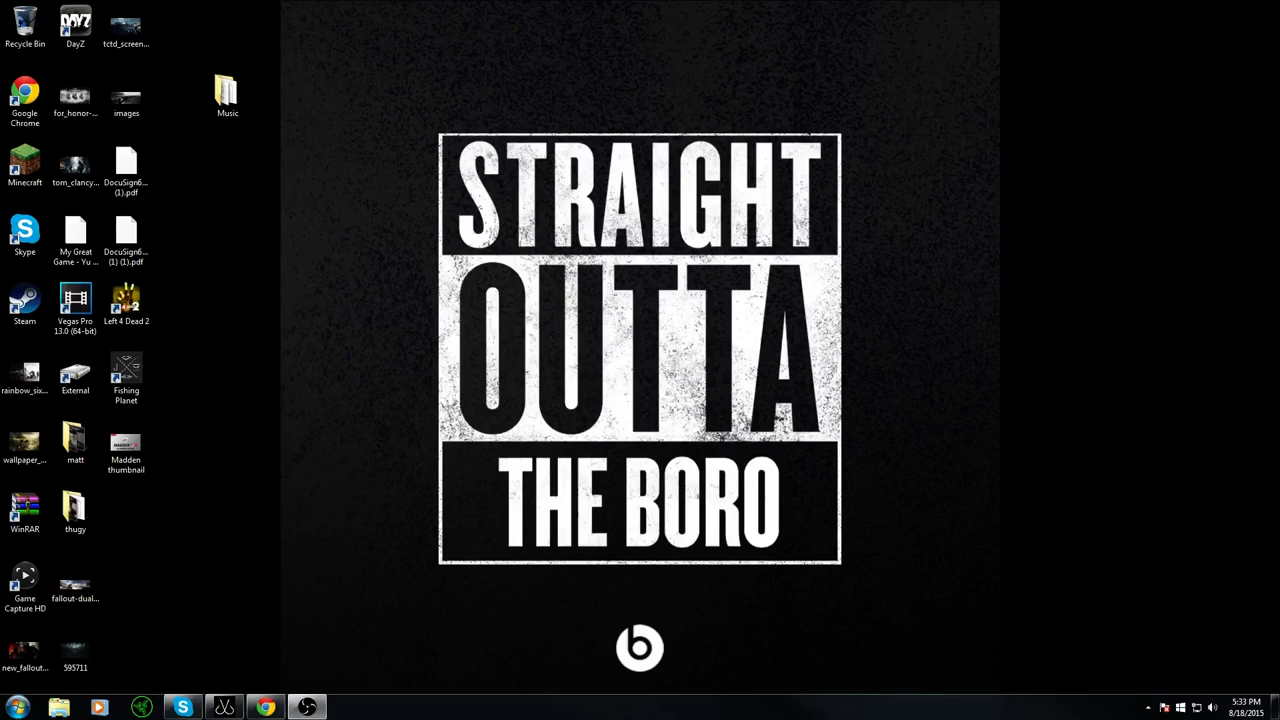 Recycle Bin
DayZ
tctd_screen...
Google
Chrome
for_honor-...
images
Music
Minecraft
tom_clancy...
DocuSign6...
(1).pdf
Skype
My Great
Game - Yu ...
DocuSign6...
(1) (1).pdf
Steam
Vegas Pro
13.0 (64-bit)
Left 4 Dead 2
rainbow_six...
External
Fishing
Planet
wallpaper_...
matt
Madden
thumbnail
WinRAR
thugy
Game
Capture HD
fallout-dual...
new_fallout...
595711
STRAIGHT
OUTTA
THE BORO
b
5:33 PM
8/18/2015